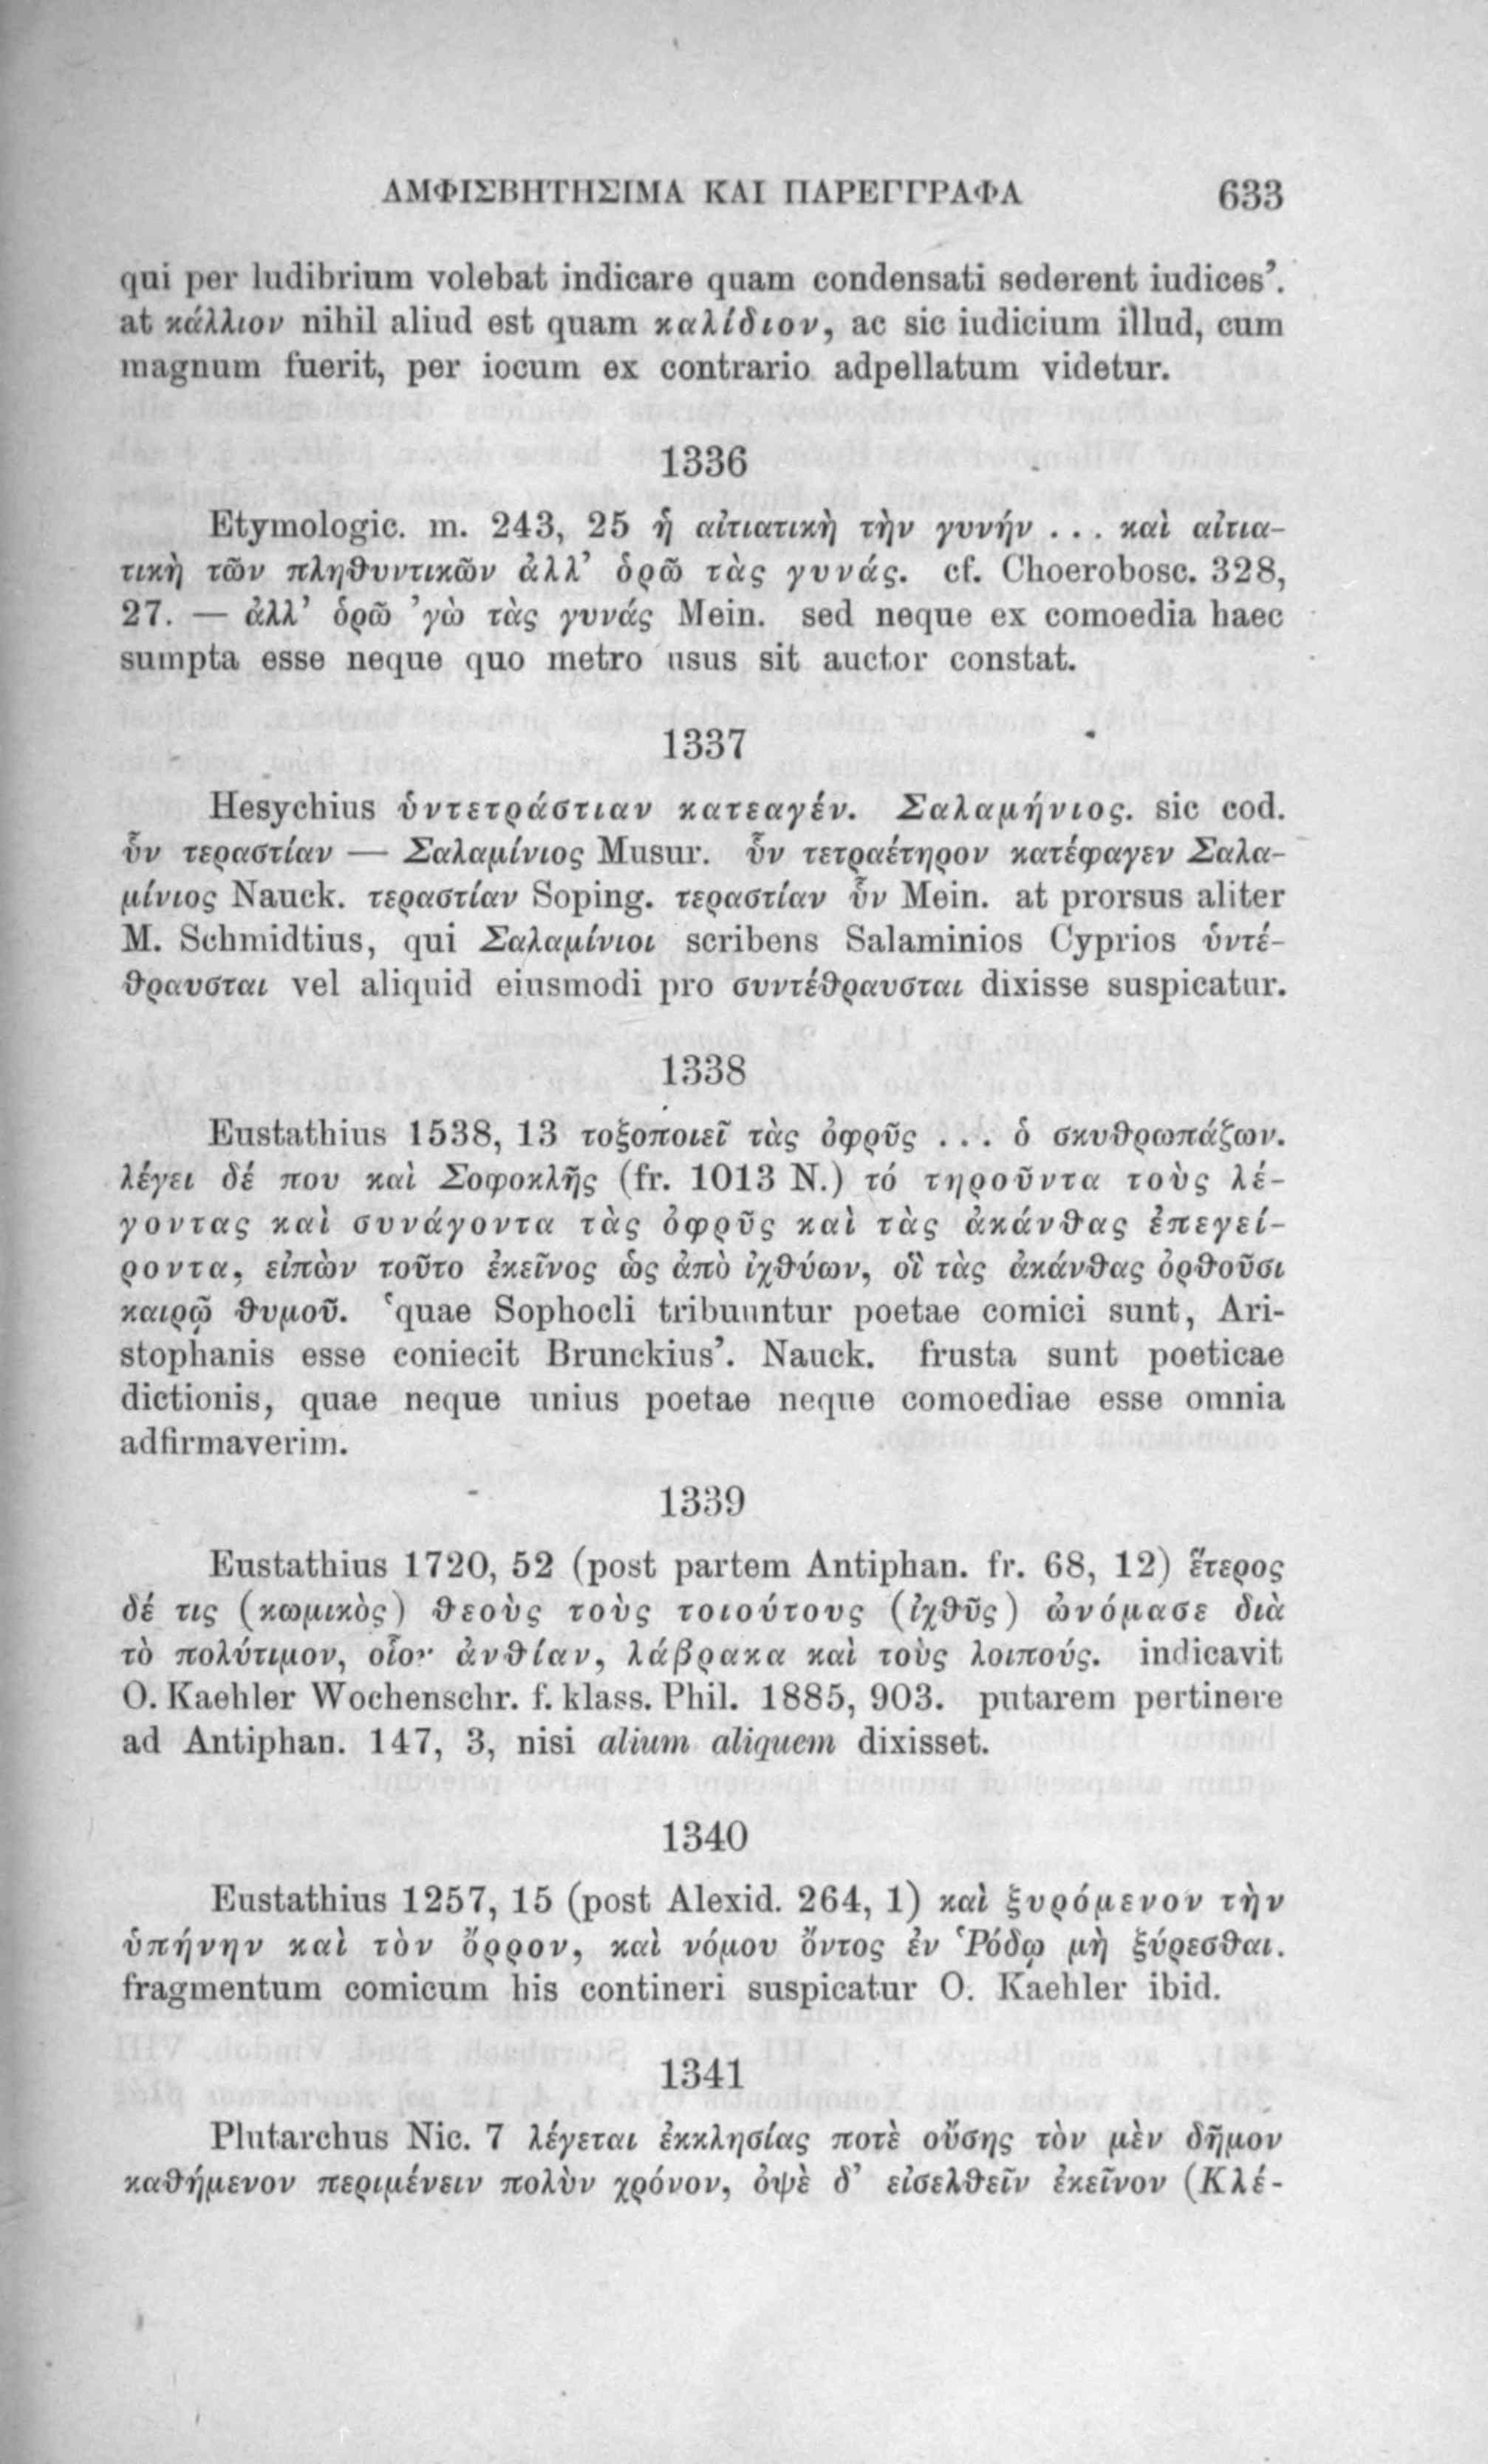 ΑΜΦΙΣΒΗΤΗΣΙΜΑ ΚΑΙ ΠΑΡΕΓΓΡΑΦΑ 633
qui per ludibrium volebat indicare quam condensati sederent iudices’.
at κάλλιον nihil aliud est quam καλίδιον, ac sic iudicium illud, cum
magnum fuerit, per iocum ex contrario adpellatum videtur.
1336
Etymologic. m. 243, 25 ἡ αἰτιατικὴ τὴν γυνήν ... καὶ αἰτια-
τικὴ τῶν πληθυντικῶν ἀλλ’ ὁρῶ τὰς γυνάς. cf. Choerobosc. 328,
27. — ἀλλ’ ὁρῶ ’γὼ τὰς γυνάς Mein. sed neque ex comoedia haec
sumpta esse neque quo metro usus sit auctor constat.
1337
Hesychius ὑντετράστιαν κατεαγέν. Σαλαμήνιος. sic cod.
ὗν τεραστίαν — Σαλαμίνιος Musur. ὗν τετραέτηρον κατέφαγεν Σαλα-
μίνιος Nauck. τεραστίαν Soping. τεραστίαν ὗν Mein. at prorsus aliter
M. Schmidtius, qui Σαλαμίνιοι scribens Salaminios Cyprios ὑντέ-
θραυσται vel aliquid eiusmodi pro συντέθραυσται dixisse suspicatur.
1338
Eustathius 1538, 13 τοξοποιεῖ τὰς ὀφρῦς ... ὁ σκυθρωπάζων.
λέγει δέ που καὶ Σοφοκλῆς (fr. 1013 N.) τό τηροῦντα τοὺς λέ-
γοντας καὶ συνάγοντα τὰς ὀφρῦς καὶ τὰς ἀκάνθας ἐπεγεί-
ροντα, εἰπὼν τοῦτο ἐκεῖνος ὡς ἀπὸ ἰχθύων, οἳ τὰς ἀκάνθας ὀρθοῦσι
καιρῷ θυμοῦ. ‘quae Sophocli tribuuntur poetae comici sunt, Ari-
stophanis esse coniecit Brunckius’. Nauck. frusta sunt poeticae
dictionis, quae neque unius poetae neque comoediae esse omnia
adfirmaverim.
1339
Eustathius 1720, 52 (post partem Antiphan. fr. 68, 12) ἕτερος
δέ τις (κωμικὸς) θεοὺς τοὺς τοιούτους (ἰχθῦς) ὠνόμασε διὰ
τὸ πολύτιμον, οἷον ἀνθίαν, λάβρακα καὶ τοὺς λοιπούς. indicavit
O. Kaehler Wochenschr. f. klass. Phil. 1885, 903. putarem pertinere
ad Antiphan. 147, 3, nisi alium aliquem dixisset.
1340
Eustathius 1257, 15 (post Alexid. 264, 1) καὶ ξυρόμενον τὴν
ὑπήνην καὶ τὸν ὄρρον, καὶ νόμου ὄντος ἐν Ῥόδῳ μὴ ξύρεσθαι.
fragmentum comicum his contineri suspicatur O. Kaehler ibid.
1341
Plutarchus Nic. 7 λέγεται ἐκκλησίας ποτὲ οὔσης τὸν μὲν δῆμον
καθήμενον περιμένειν πολὺν χρόνον, ὀψὲ δ’ εἰσελθεῖν ἐκεῖνον (Κλέ-